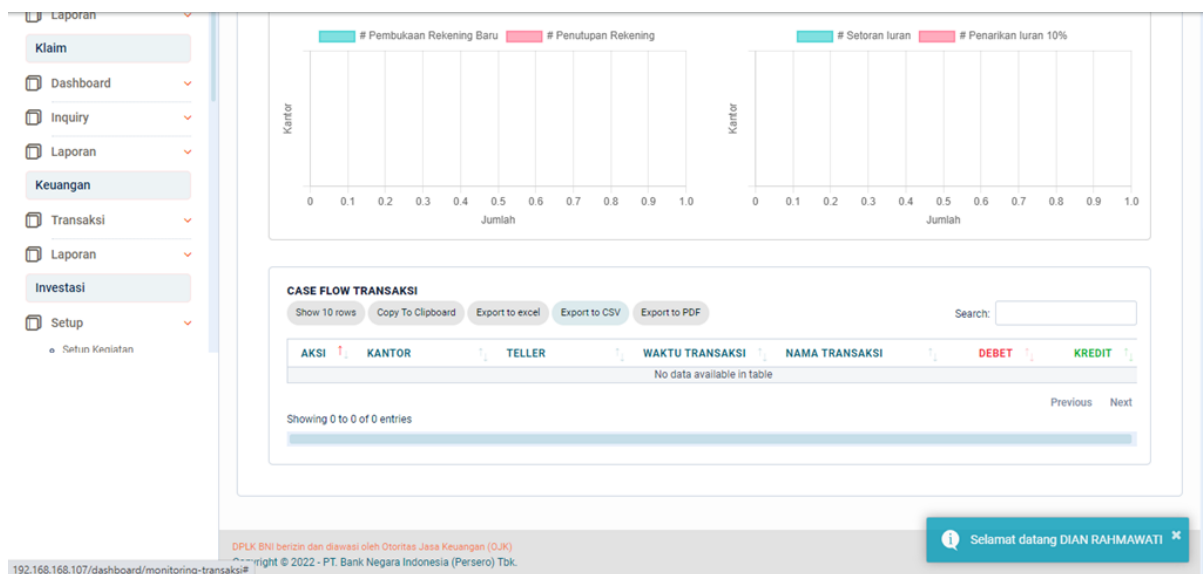 Laporan
Klaim
Dashboard
Inquiry
Laporan
Keuangan
Transaksi
Laporan
Investasi
Setup
Setup Kegiatan
# Pembukaan Rekening Baru # Penutupan Rekening
Kantor
0 0.1 0.2 0.3 0.4 0.5 0.6 0.7 0.8 0.9 1.0
Jumlah
# Setoran Iuran # Penarikan Iuran 10%
Kantor
0 0.1 0.2 0.3 0.4 0.5 0.6 0.7 0.8 0.9 1.0
Jumlah
CASE FLOW TRANSAKSI
Show 10 rows Copy To Clipboard Export to excel Export to CSV Export to PDF Search:
AKSI KANTOR TELLER WAKTU TRANSAKSI NAMA TRANSAKSI DEBET KREDIT
No data available in table
Previous Next
Showing 0 to 0 of 0 entries
Selamat datang DIAN RAHMAWATI ×
DPLK BNI berizin dan diawasi oleh Otoritas Jasa Keuangan (OJK)
© 2022 - PT. Bank Negara Indonesia (Persero) Tbk.
192.168.168.107/dashboard/monitoring-transaksi#